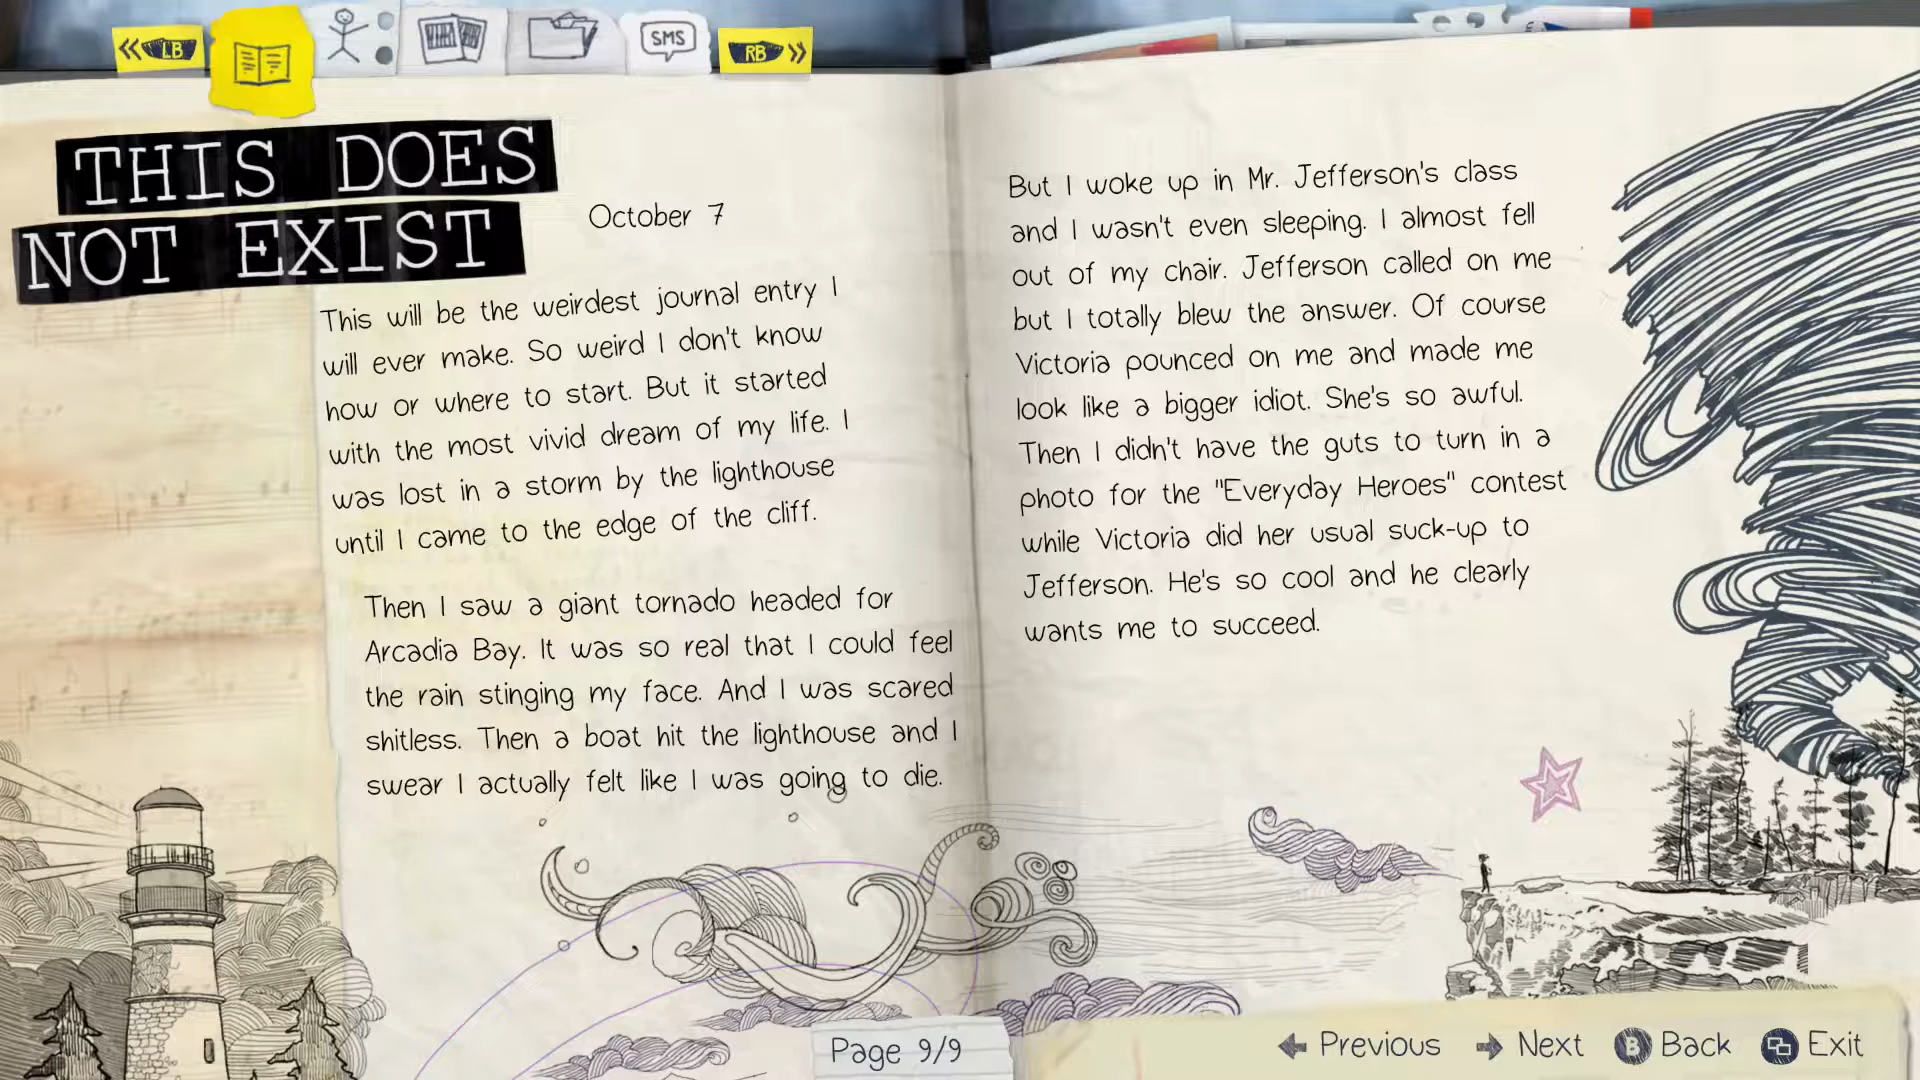 LB
SMS
RB
THIS DOES
NOT EXIST
October 7
This will be the weirdest journal entry I
will ever make. So weird I don't know
how or where to start. But it started
with the most vivid dream of my life. I
was lost in a storm by the lighthouse
until I came to the edge of the cliff.
Then I saw a giant tornado headed for
Arcadia Bay. It was so real that I could feel
the rain stinging my face. And I was scared
shitless. Then a boat hit the lighthouse and I
swear I actually felt like I was going to die.
But I woke up in Mr. Jefferson's class
and I wasn't even sleeping. I almost fell
out of my chair. Jefferson called on me
but I totally blew the answer. Of course
Victoria pounced on me and made me
look like a bigger idiot. She's so awful.
Then I didn't have the guts to turn in a
photo for the "Everyday Heroes" contest
while Victoria did her usual suck-up to
Jefferson. He's so cool and he clearly
wants me to succeed.
Page 9/9
Previous
Next
B Back
Exit